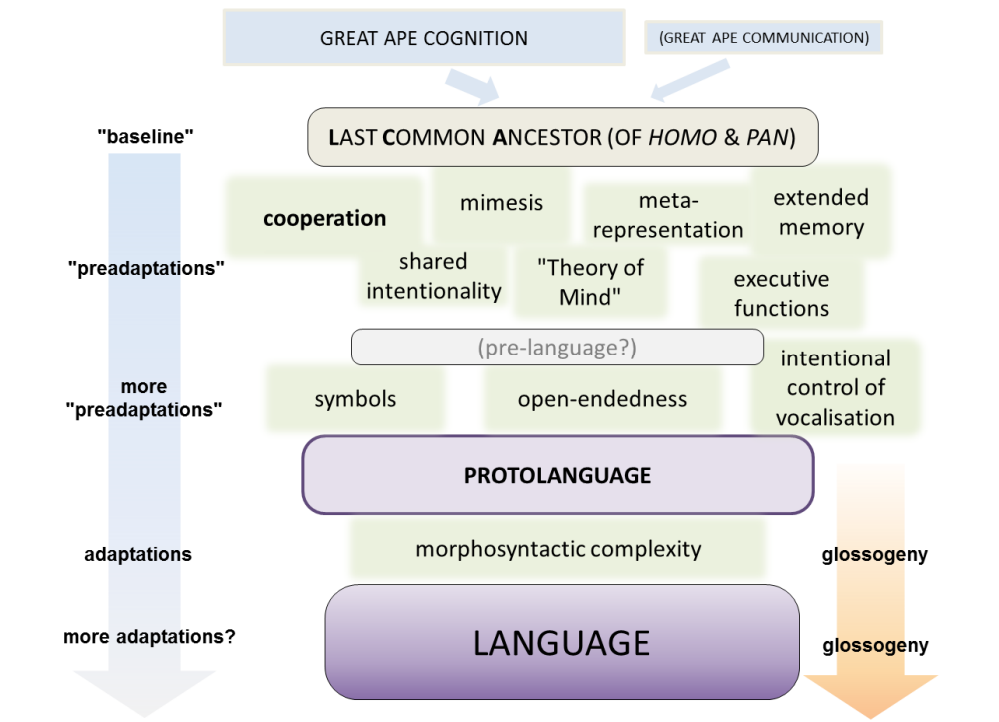 GREAT APE COGNITION
(GREAT APE COMMUNICATION)
"baseline"
LAST COMMON ANCESTOR (OF HOMO & PAN)
cooperation
mimesis
meta-
representation
extended
memory
"preadaptations"
shared
intentionality
"Theory of
Mind"
executive
functions
(pre-language?)
more
"preadaptations"
symbols
open-endedness
intentional
control of
vocalisation
PROTOLANGUAGE
adaptations
morphosyntactic complexity
glossogeny
more adaptations?
LANGUAGE
glossogeny